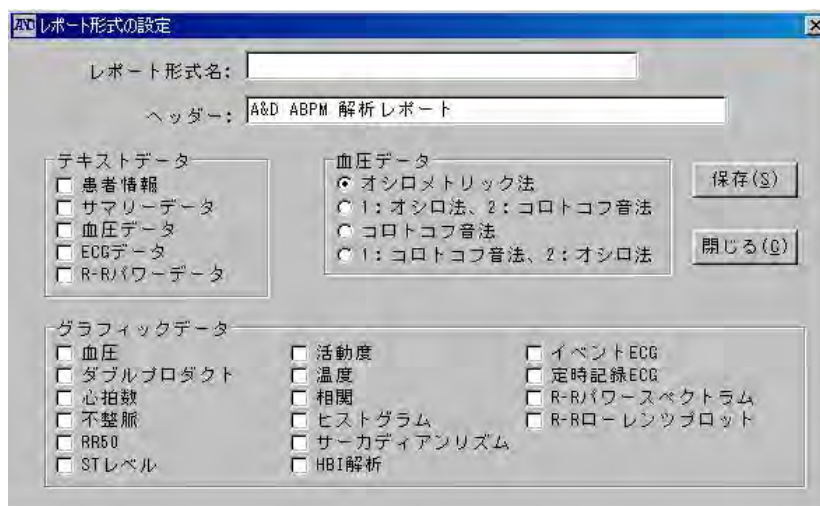 A&D レポート形式の設定
レポート形式名:
ヘッダー: A&D ABPM 解析レポート
テキストデータ
患者情報
サマリーデータ
血圧データ
ECGデータ
R-Rパワーデータ
血圧データ
オシロメトリック法
1:オシロ法、2:コロトコフ音法
コロトコフ音法
1:コロトコフ音法、2:オシロ法
保存(S)
閉じる(C)
グラフィックデータ
血圧
ダブルプロダクト
心拍数
不整脈
RR50
STレベル
活動度
温度
相関
ヒストグラム
サーカディアンリズム
HBI解析
イベントECG
定時記録ECG
R-Rパワースペクトラム
R-Rローレンツプロット